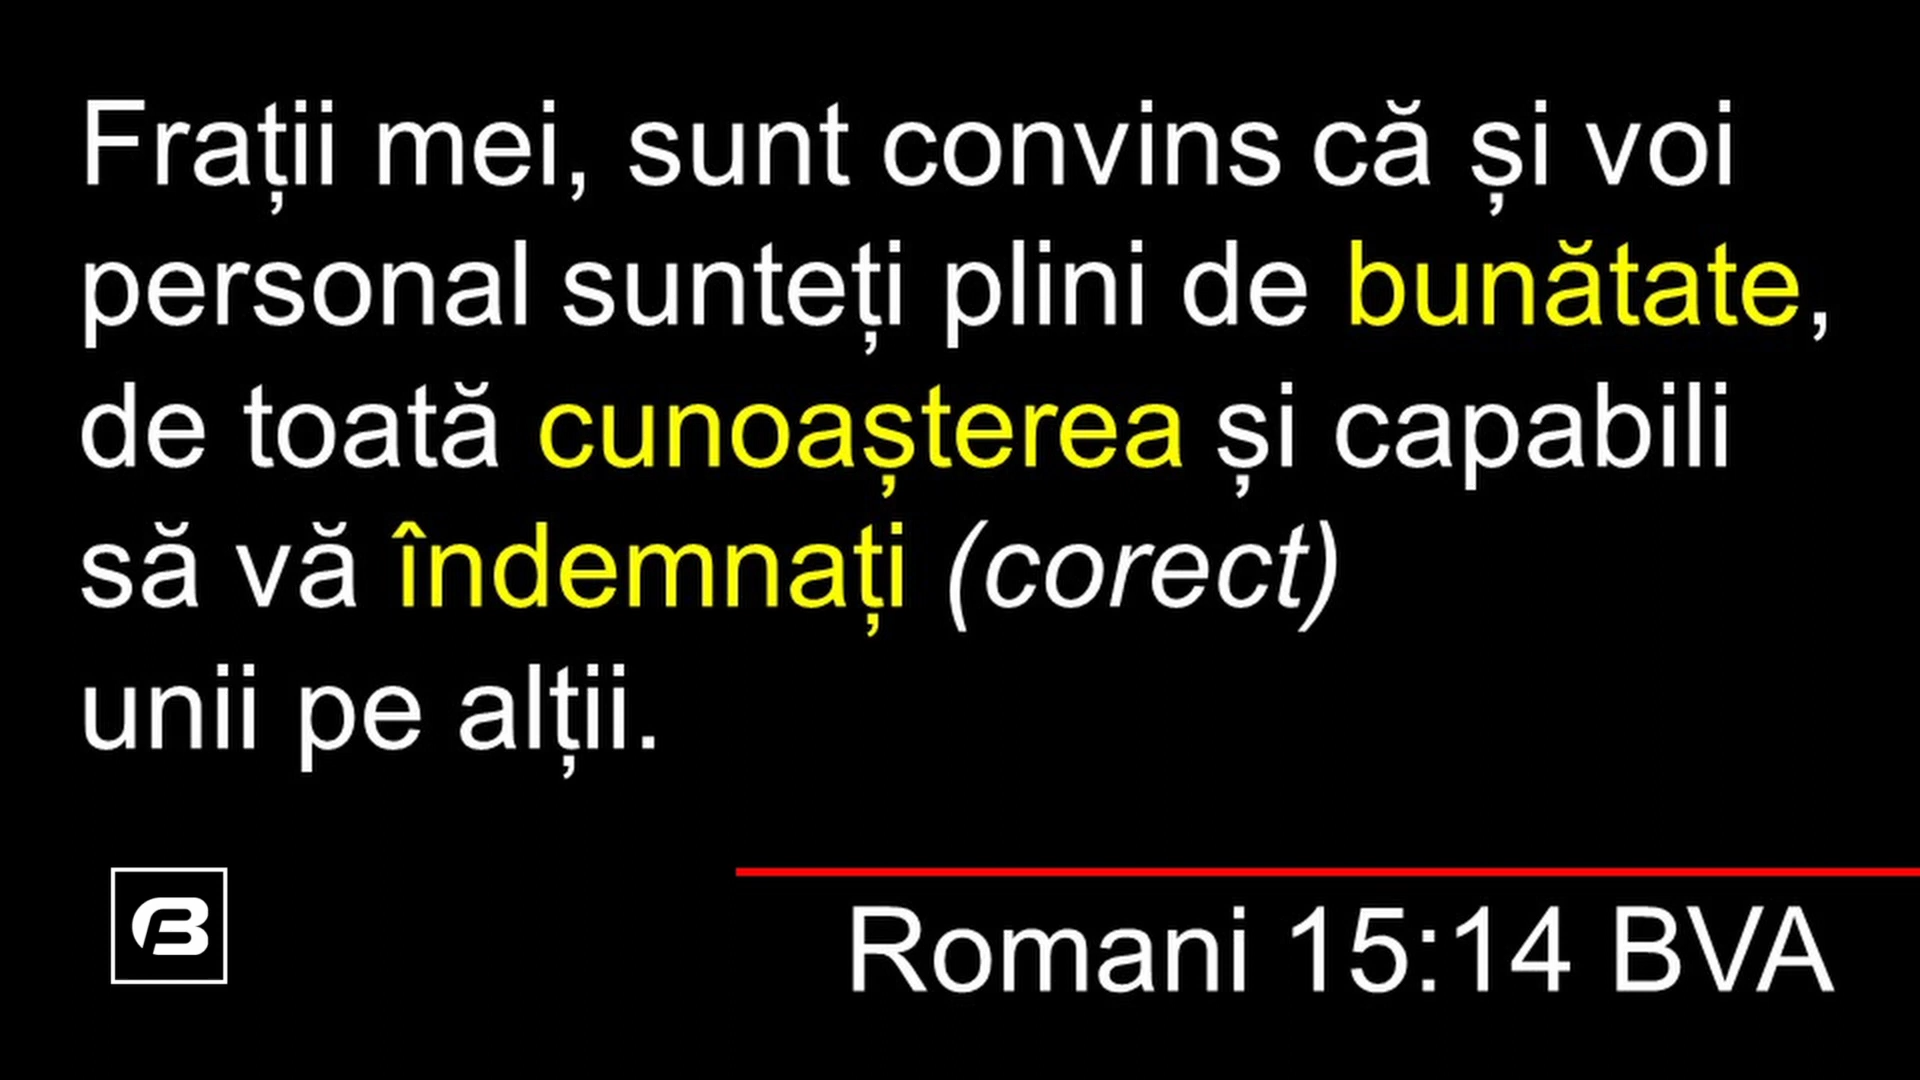 Frații mei, sunt convins că și voi
personal sunteți plini de bunătate,
de toată cunoașterea și capabili
să vă îndemnați (corect)
unii pe alții.
Romani 15:14 BVA